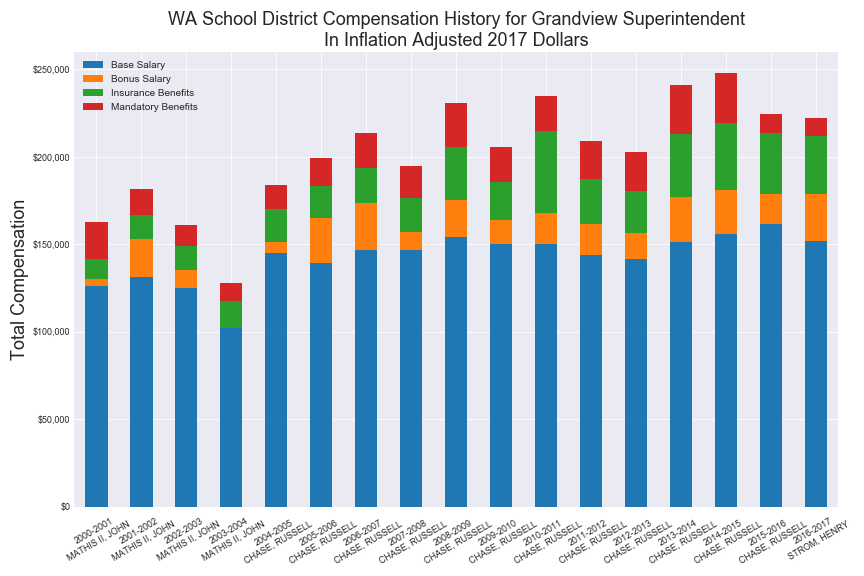 WA School District Compensation History for Grandview Superintendent
In Inflation Adjusted 2017 Dollars
Base Salary
Bonus Salary
Insurance Benefits
Mandatory Benefits
Total Compensation
$250,000
$200,000
$150,000
$100,000
$50,000
$0
2000-2001
MATHIS II, JOHN
2001-2002
MATHIS II, JOHN
2002-2003
MATHIS II, JOHN
2003-2004
MATHIS II, JOHN
2004-2005
CHASE, RUSSELL
2005-2006
CHASE, RUSSELL
2006-2007
CHASE, RUSSELL
2007-2008
CHASE, RUSSELL
2008-2009
CHASE, RUSSELL
2009-2010
CHASE, RUSSELL
2010-2011
CHASE, RUSSELL
2011-2012
CHASE, RUSSELL
2012-2013
CHASE, RUSSELL
2013-2014
CHASE, RUSSELL
2014-2015
CHASE, RUSSELL
2015-2016
CHASE, RUSSELL
2016-2017
STROM, HENRY